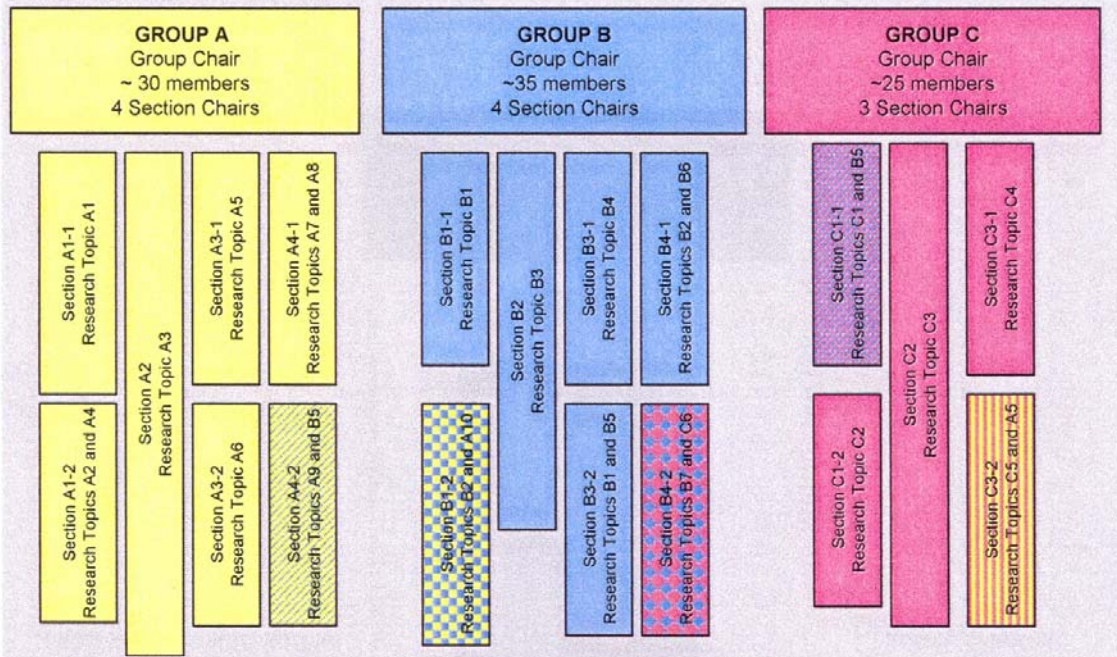 GROUP A
Group Chair
~ 30 members
4 Section Chairs
GROUP B
Group Chair
~35 members
4 Section Chairs
GROUP C
Group Chair
~25 members
3 Section Chairs
Section A1-1
Research Topic A1
Section A1-2
Research Topics A2 and A4
Section A2
Research Topic A3
Section A3-1
Research Topic A5
Section A3-2
Research Topic A6
Section A4-1
Research Topics A7 and A8
Section A4-2
Research Topics A9 and B5
Section B1-1
Research Topic B1
Section B1-2
Research Topics B2 and A10
Section B2
Research Topic B3
Section B3-1
Research Topic B4
Section B3-2
Research Topics B1 and B5
Section B4-1
Research Topics B2 and B6
Section B4-2
Research Topics B7 and C6
Section C1-1
Research Topics C1 and B5
Section C1-2
Research Topic C2
Section C2
Research Topic C3
Section C3-1
Research Topic C4
Section C3-2
Research Topics C5 and A5